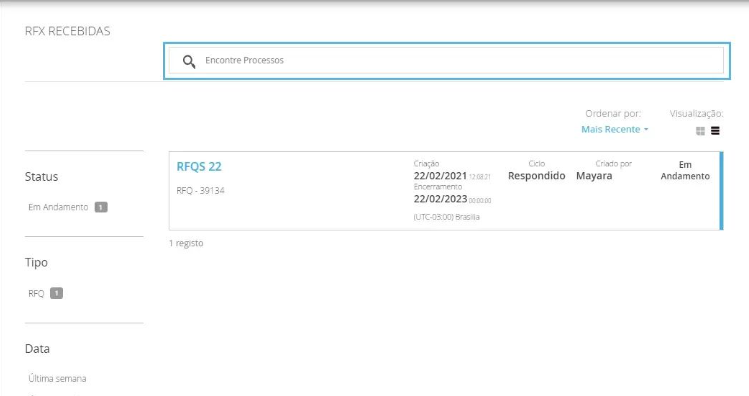 RFX RECEBIDAS
Encontre Processos
Ordenar por:
Visualização:
Mais Recente
Status
Em Andamento 1
Tipo
RFQ 1
Data
Última semana
RFQS 22
RFQ - 39134
Criação
22/02/2021 12:08:21
Encerramento
22/02/2023 00:00:00
(UTC-03:00) Brasilia
Ciclo
Respondido
Criado por
Mayara
Em
Andamento
1 registo